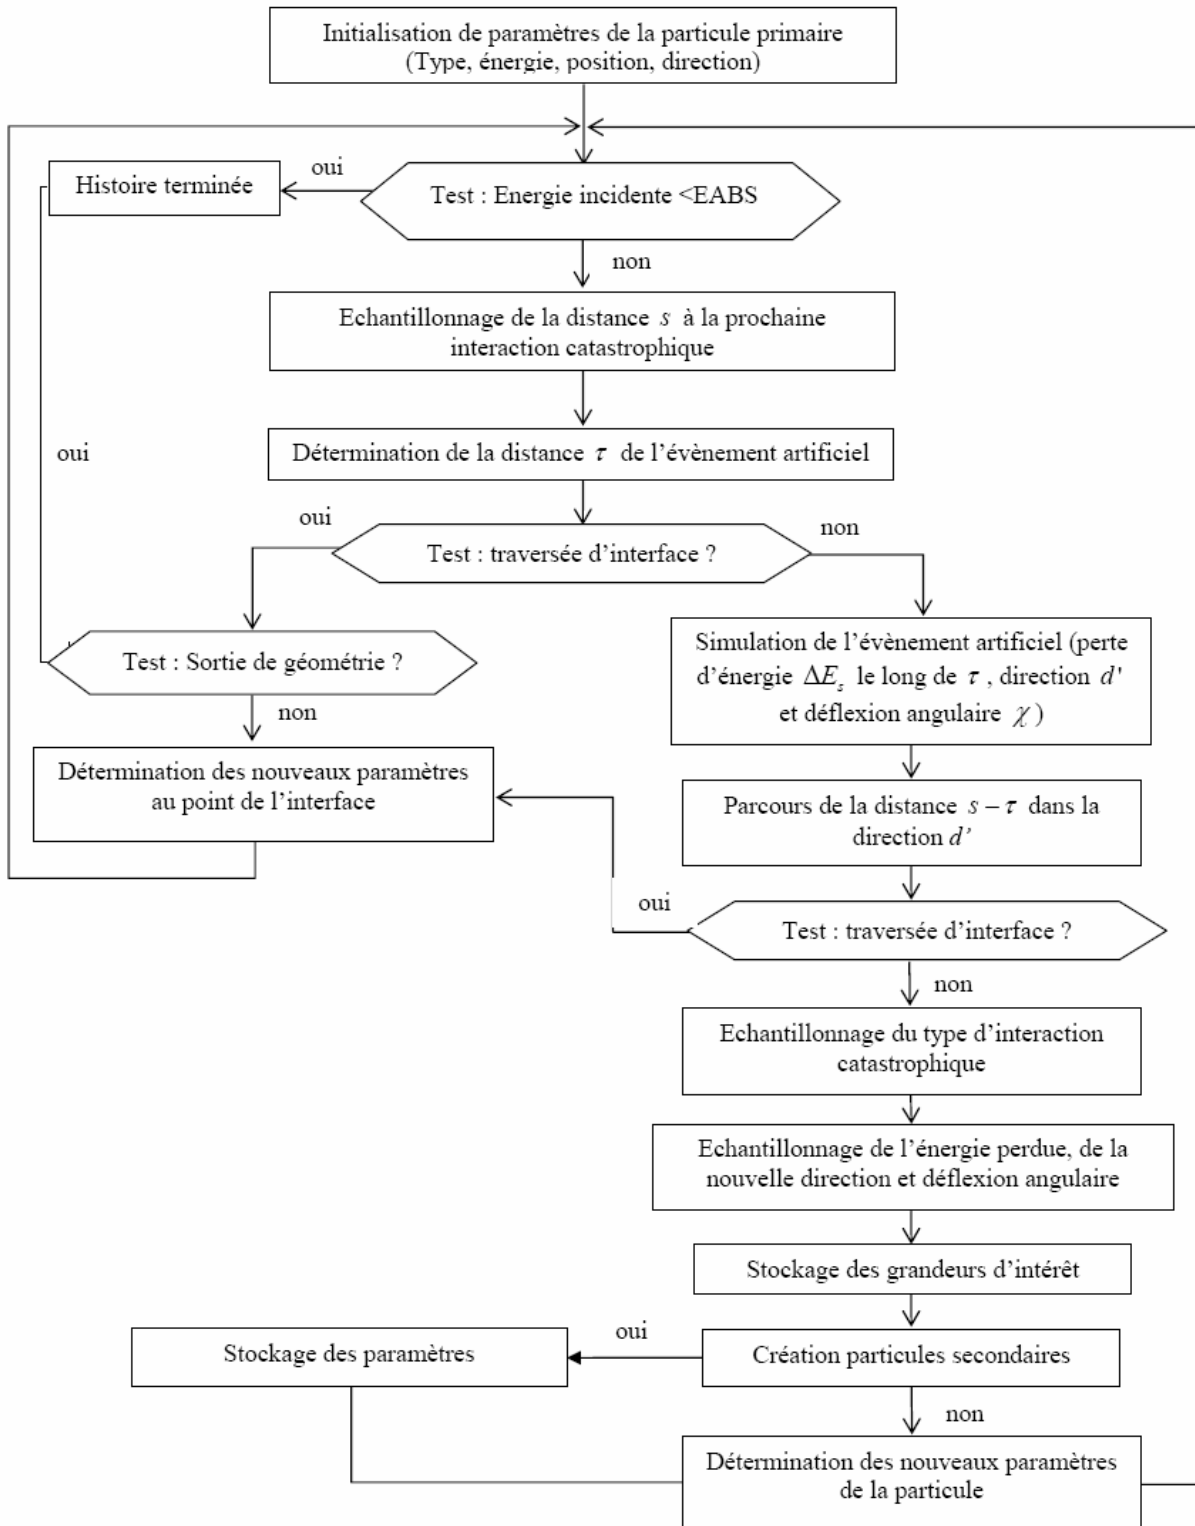 Initialisation de paramètres de la particule primaire
(Type, énergie, position, direction)
oui
Histoire terminée
Test : Energie incidente <EABS
non
Echantillonnage de la distance s à la prochaine
interaction catastrophique
oui
Détermination de la distance τ de l’évènement artificiel
oui
non
Test : traversée d’interface ?
Test : Sortie de géométrie ?
non
Simulation de l’évènement artificiel (perte
d’énergie ΔEs le long de τ , direction d'
et déflexion angulaire χ )
Détermination des nouveaux paramètres
au point de l’interface
Parcours de la distance s − τ dans la
direction d’
oui
Test : traversée d’interface ?
non
Echantillonnage du type d’interaction
catastrophique
Echantillonnage de l’énergie perdue, de la
nouvelle direction et déflexion angulaire
Stockage des grandeurs d’intérêt
oui
Stockage des paramètres
Création particules secondaires
non
Détermination des nouveaux paramètres
de la particule